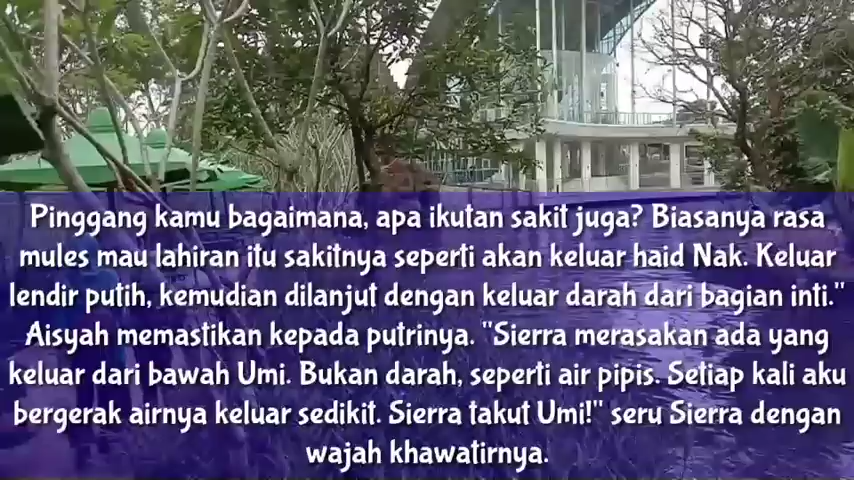 Pinggang kamu bagaimana, apa ikutan sakit juga? Biasanya rasa
mules mau lahiran itu sakitnya seperti akan keluar haid Nak. Keluar
lendir putih, kemudian dilanjut dengan keluar darah dari bagian inti."
Aisyah memastikan kepada putrinya. "Sierra merasakan ada yang
keluar dari bawah Umi. Bukan darah, seperti air pipis. Setiap kali aku
bergerak airnya keluar sedikit. Sierra takut Umi!" seru Sierra dengan
wajah khawatirnya.